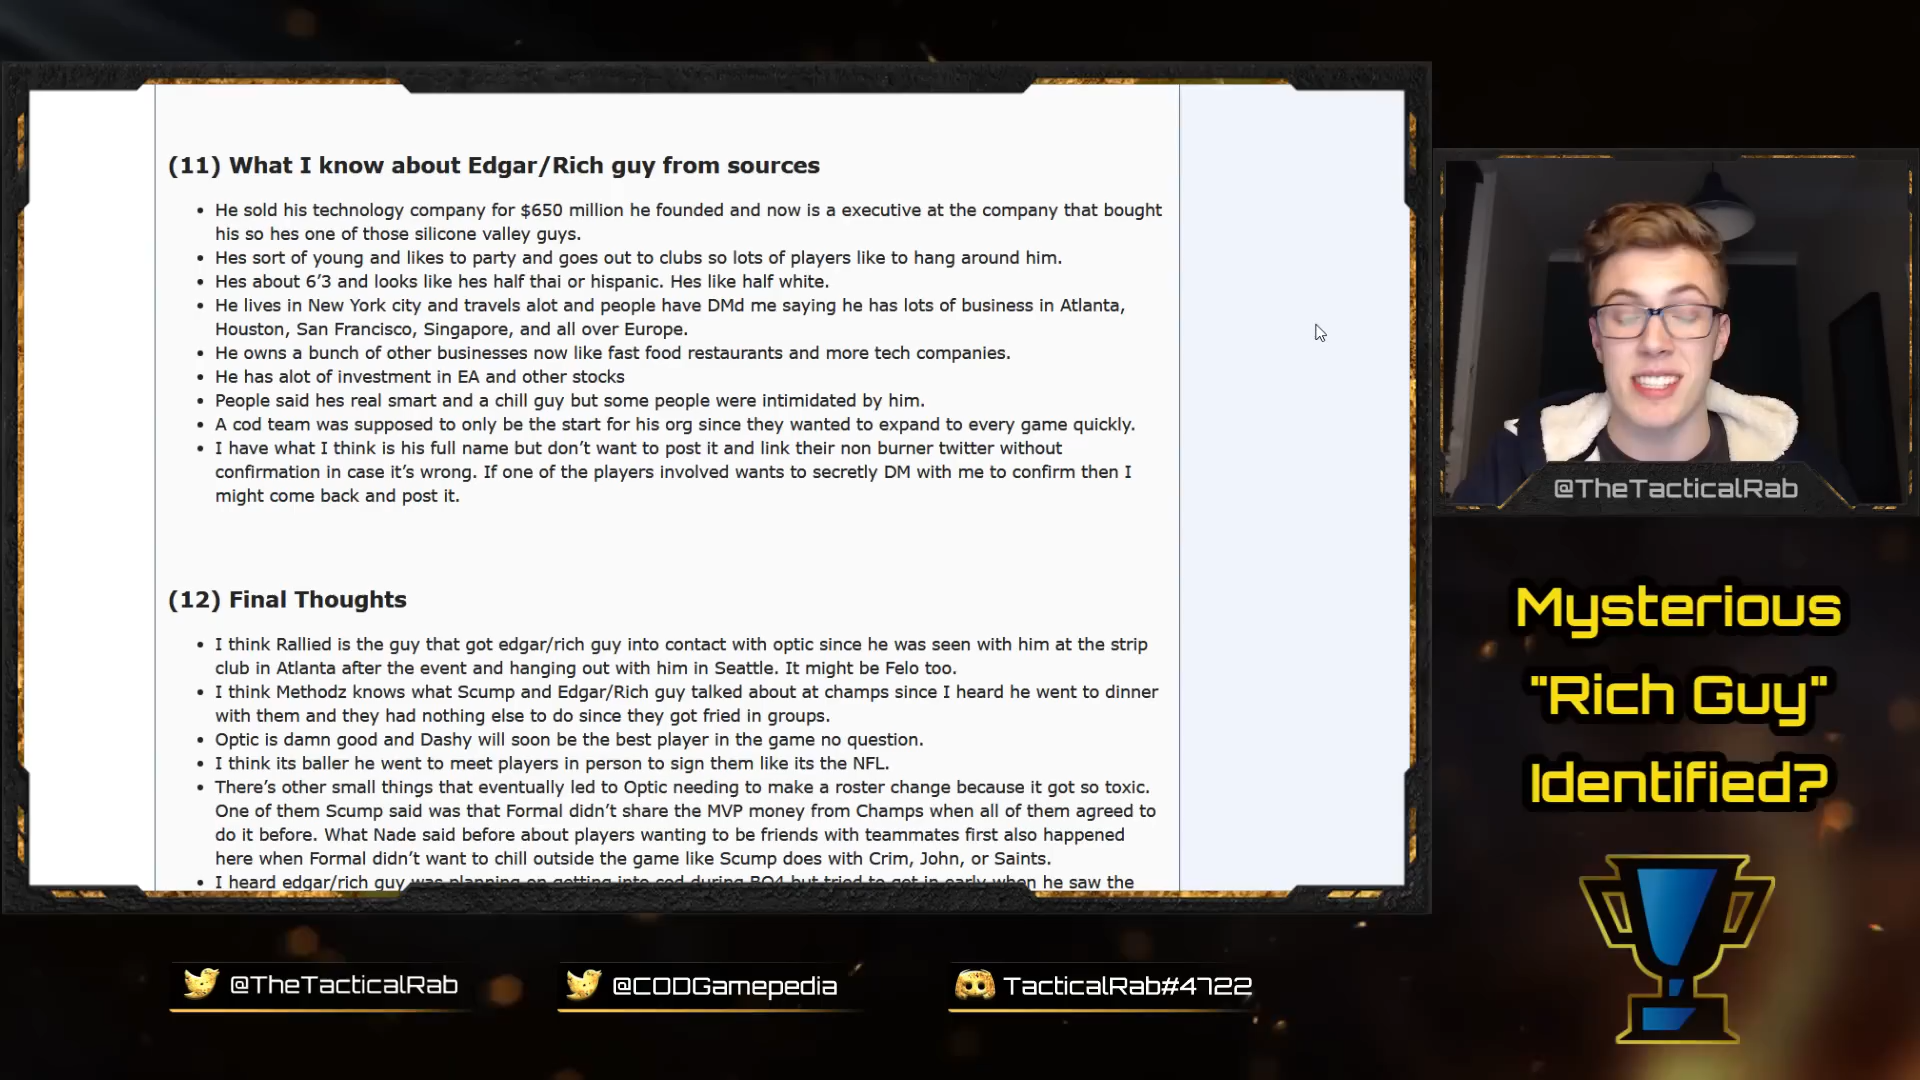 (11) What I know about Edgar/Rich guy from sources
• He sold his technology company for $650 million he founded and now is a executive at the company that bought
his so hes one of those silicone valley guys.
• Hes sort of young and likes to party and goes out to clubs so lots of players like to hang around him.
• Hes about 6’3 and looks like hes half thai or hispanic. Hes like half white.
• He lives in New York city and travels alot and people have DMd me saying he has lots of business in Atlanta,
Houston, San Francisco, Singapore, and all over Europe.
• He owns a bunch of other businesses now like fast food restaurants and more tech companies.
• He has alot of investment in EA and other stocks
• People said hes real smart and a chill guy but some people were intimidated by him.
• A cod team was supposed to only be the start for his org since they wanted to expand to every game quickly.
• I have what I think is his full name but don’t want to post it and link their non burner twitter without
confirmation in case it’s wrong. If one of the players involved wants to secretly DM with me to confirm then I
might come back and post it.
(12) Final Thoughts
• I think Rallied is the guy that got edgar/rich guy into contact with optic since he was seen with him at the strip
club in Atlanta after the event and hanging out with him in Seattle. It might be Felo too.
• I think Methodz knows what Scump and Edgar/Rich guy talked about at champs since I heard he went to dinner
with them and they had nothing else to do since they got fried in groups.
• Optic is damn good and Dashy will soon be the best player in the game no question.
• I think its baller he went to meet players in person to sign them like its the NFL.
• There’s other small things that eventually led to Optic needing to make a roster change because it got so toxic.
One of them Scump said was that Formal didn’t share the MVP money from Champs when all of them agreed to
do it before. What Nade said before about players wanting to be friends with teammates first also happened
here when Formal didn’t want to chill outside the game like Scump does with Crim, John, or Saints.
• I heard edgar/rich guy was planning on getting into cod during BO4 but tried to get in early when he saw the
@TheTacticalRab
Mysterious
"Rich Guy"
Identified?
@TheTacticalRab
@CODGamepedia
TacticalRab#4722